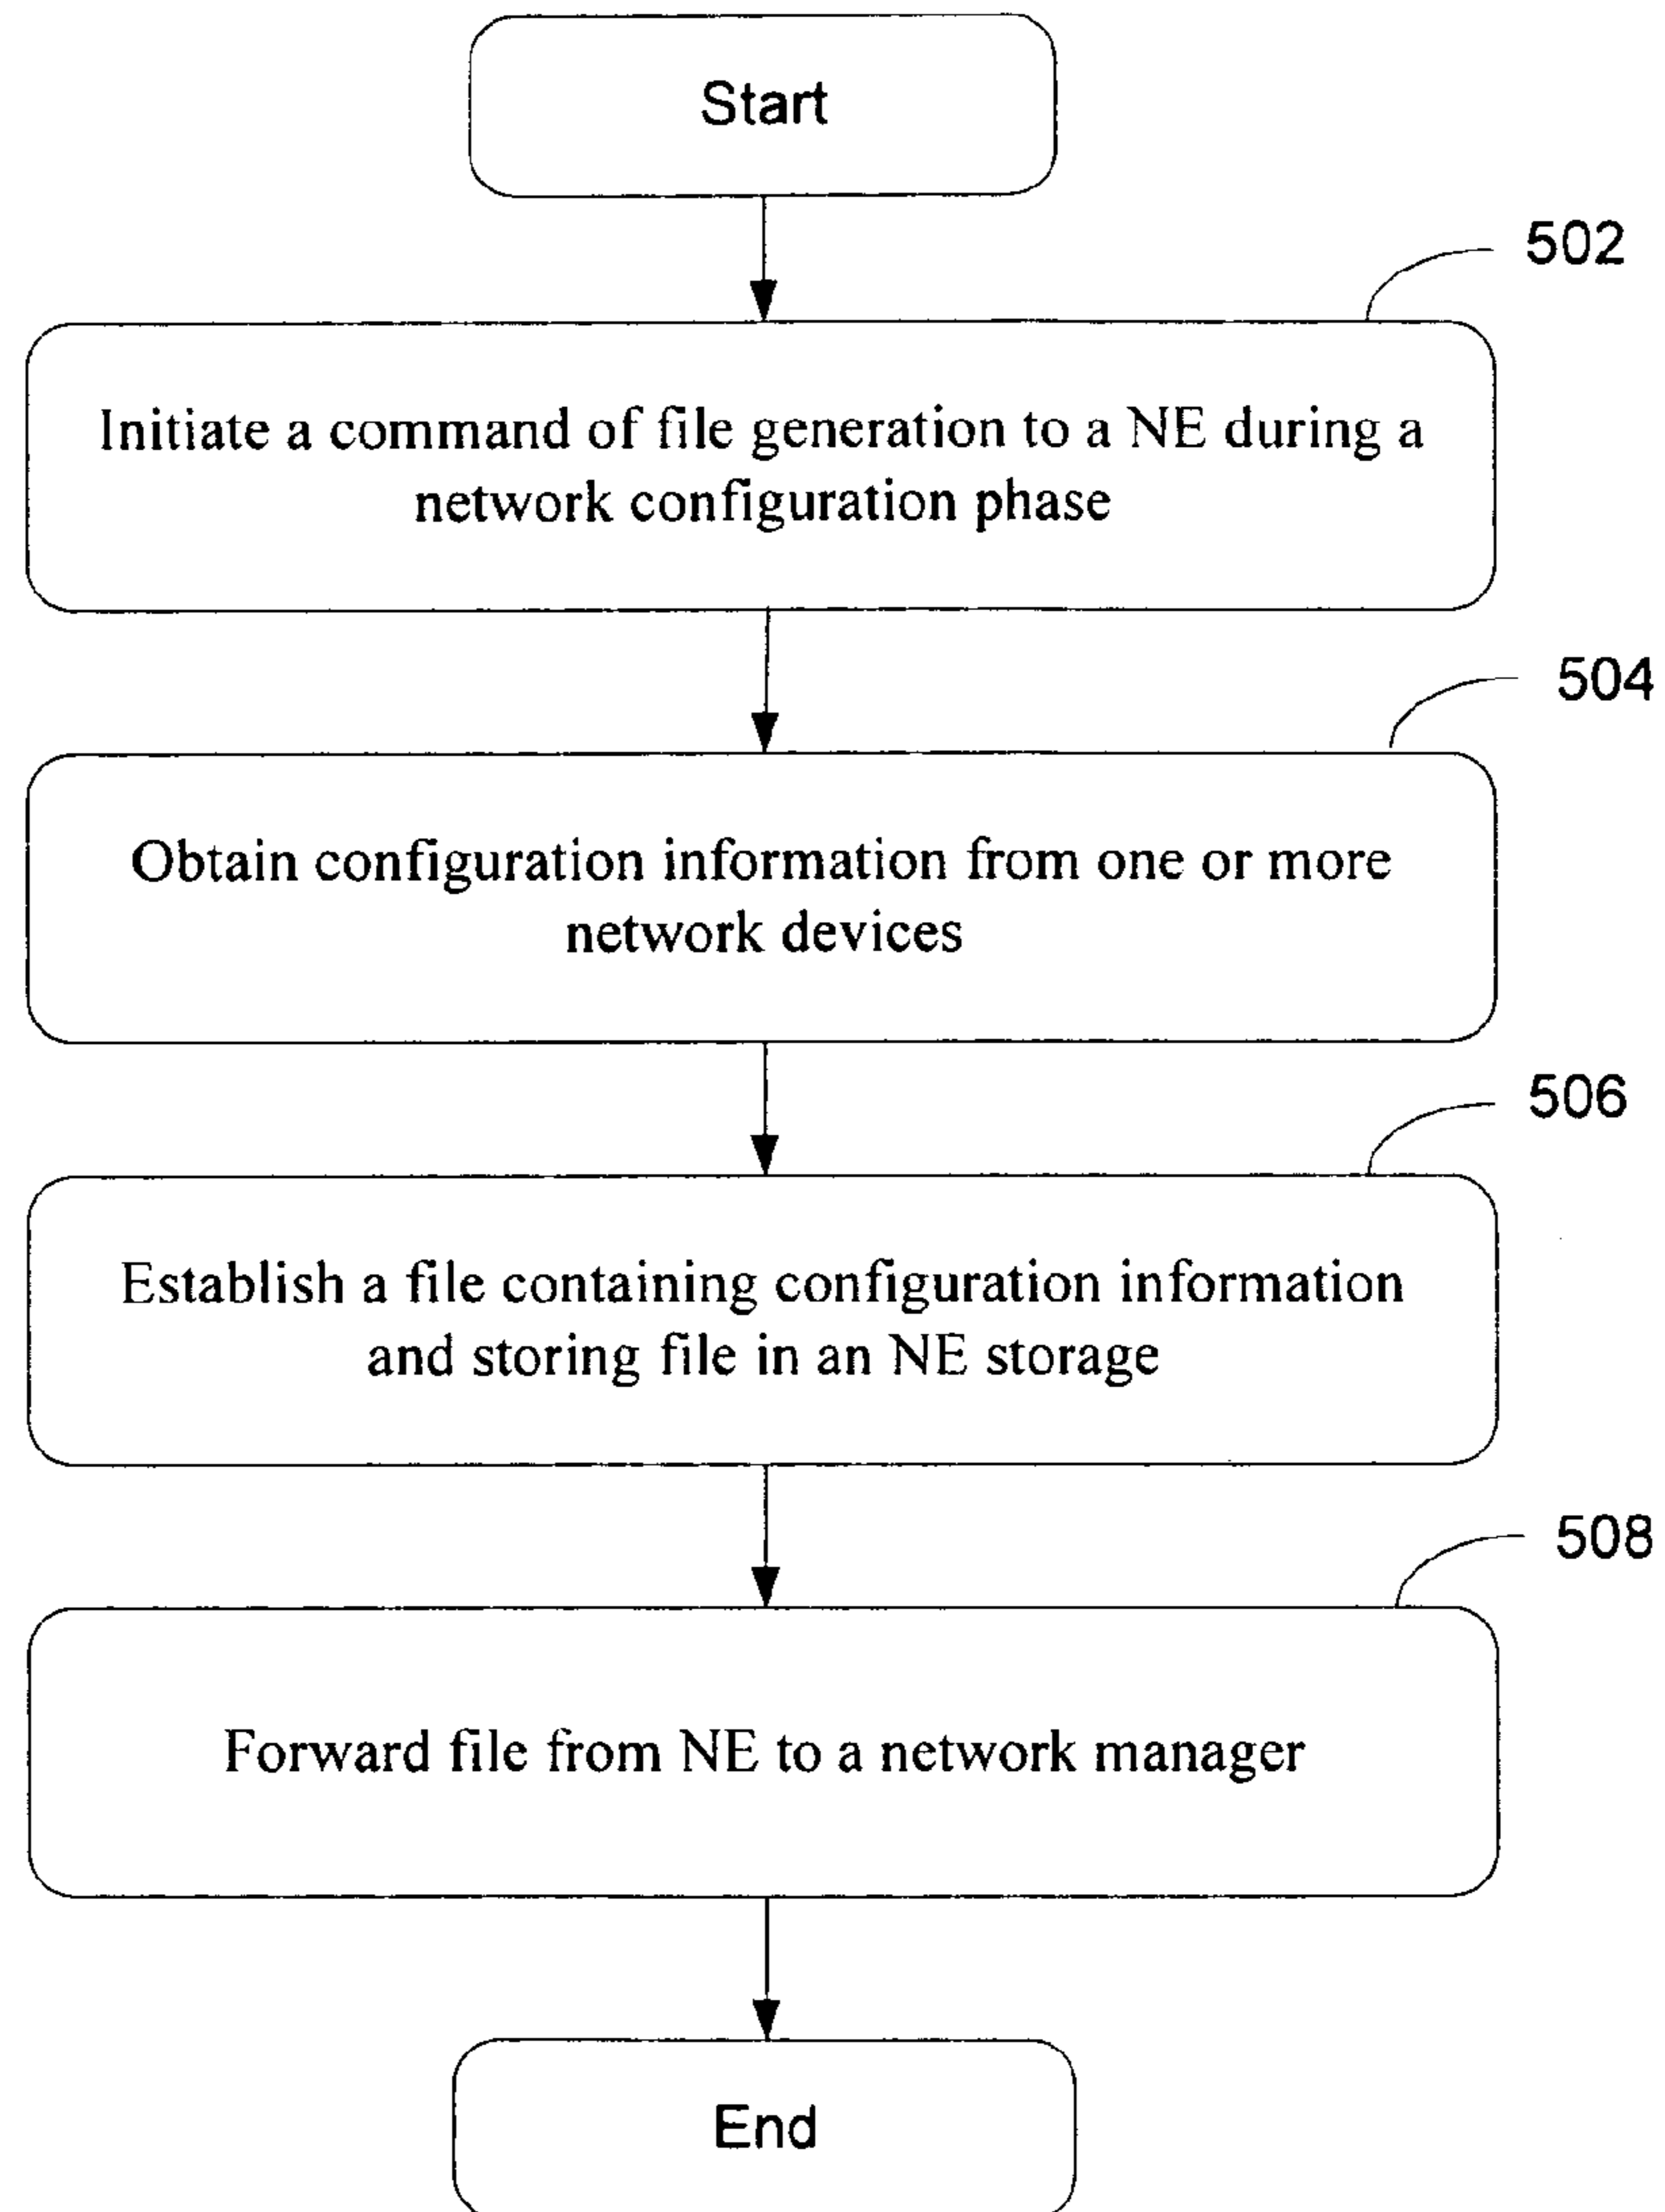 Start
502
Initiate a command of file generation to a NE during a
network configuration phase
504
Obtain configuration information from one or more
network devices
506
Establish a file containing configuration information
and storing file in an NE storage
508
Forward file from NE to a network manager
End